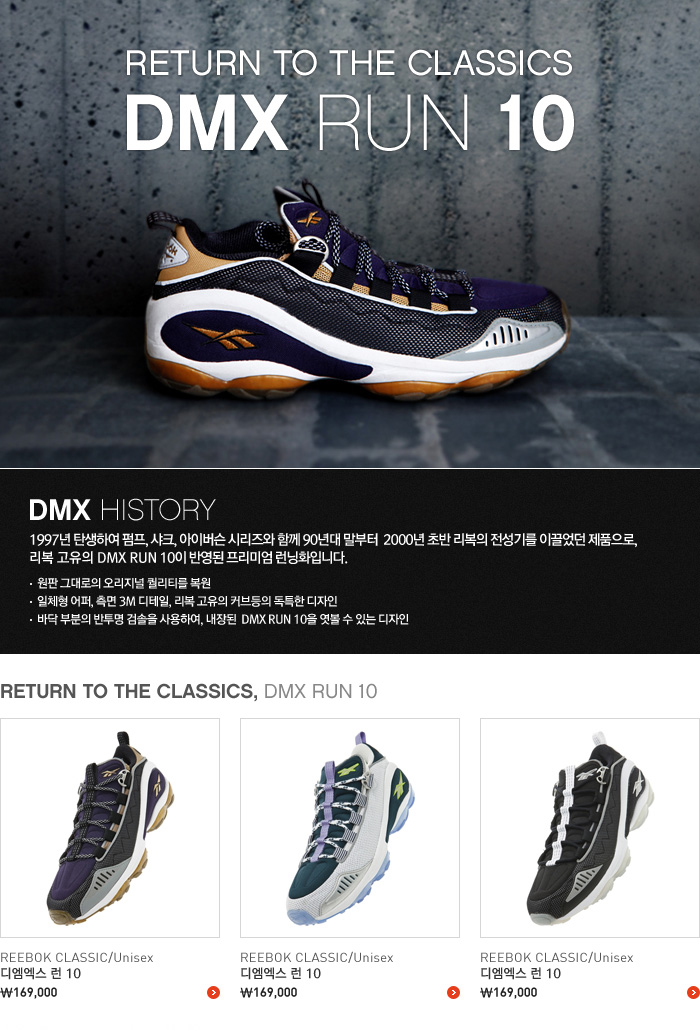 RETURN TO THE CLASSICS
DMX RUN 10
DMX HISTORY
1997년 탄생하여 펌프, 샤크, 아이버슨 시리즈와 함께 90년대 말부터 2000년 초반 리복의 전성기를 이끌었던 제품으로,
리복 고유의 DMX RUN 10이 반영된 프리미엄 런닝화입니다.
· 원판 그대로의 오리지널 퀄리티를 복원
· 일체형 어퍼, 측면 3M 디테일, 리복 고유의 커브등의 독특한 디자인
· 바닥 부분의 반투명 검솔을 사용하여, 내장된 DMX RUN 10을 엿볼 수 있는 디자인
RETURN TO THE CLASSICS, DMX RUN 10
REEBOK CLASSIC/Unisex
디엠엑스 런 10
₩169,000
REEBOK CLASSIC/Unisex
디엠엑스 런 10
₩169,000
REEBOK CLASSIC/Unisex
디엠엑스 런 10
₩169,000